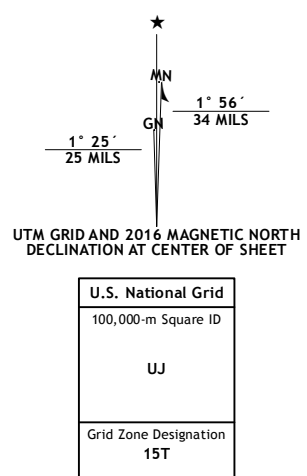 ★
MN
1° 56´
34 MILS
GN
1° 25´
25 MILS
UTM GRID AND 2016 MAGNETIC NORTH
DECLINATION AT CENTER OF SHEET
U.S. National Grid
100,000-m Square ID
UJ
Grid Zone Designation
15T